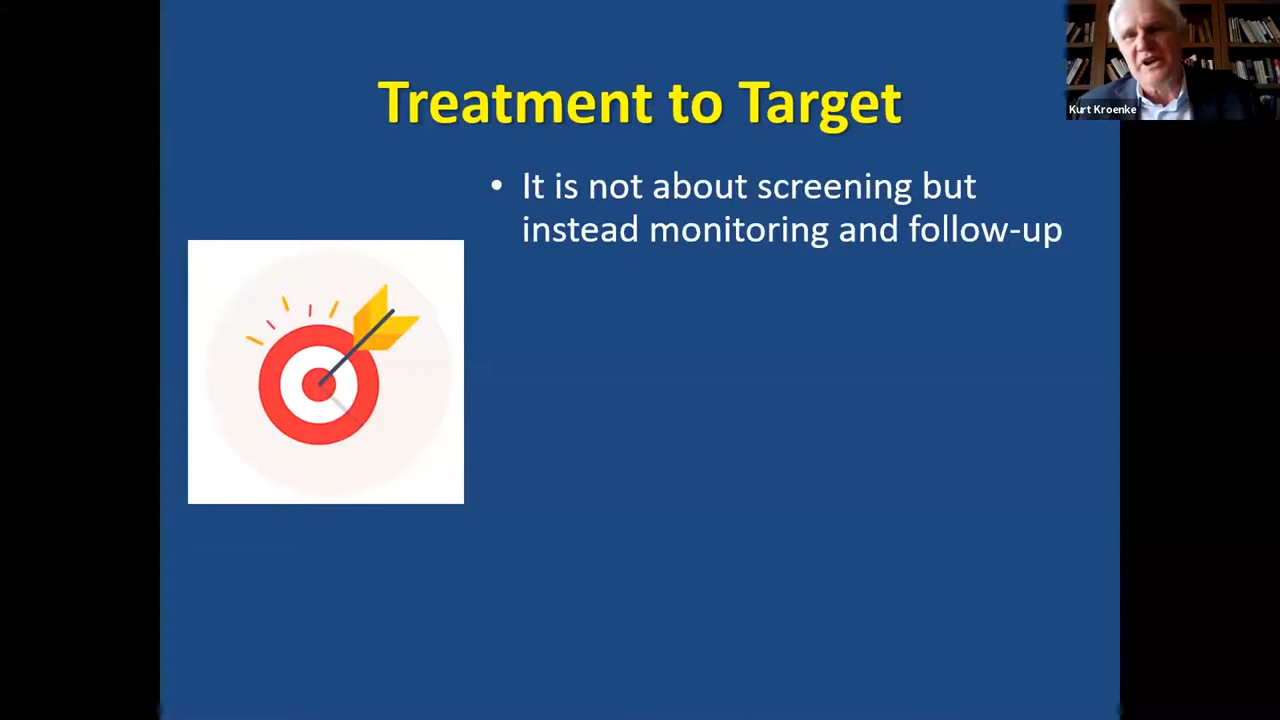 Treatment to Target
Kurt Kroenke
• It is not about screening but
instead monitoring and follow-up